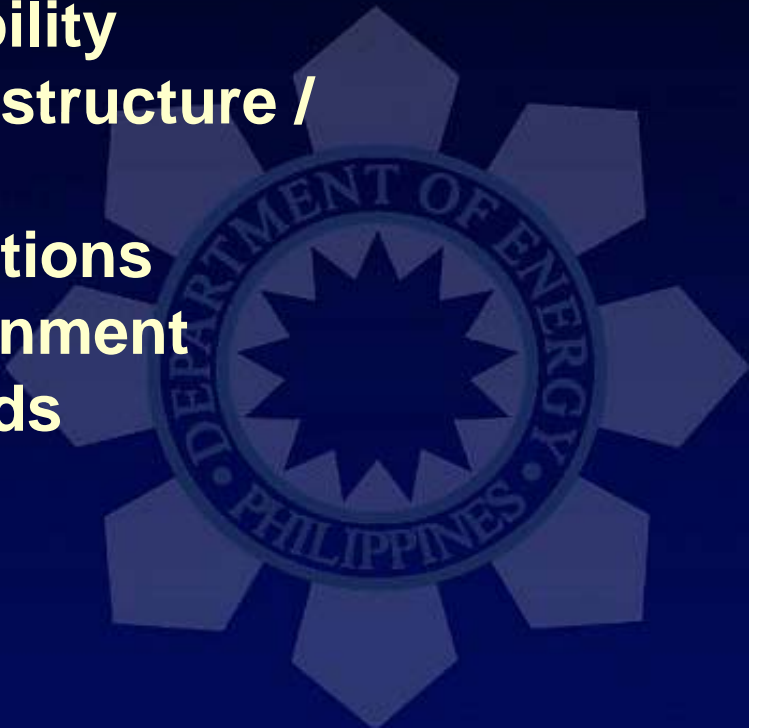 bility
structure /
tions
nment
ds
DEPARTMENT OF ENERGY
PHILIPPINES